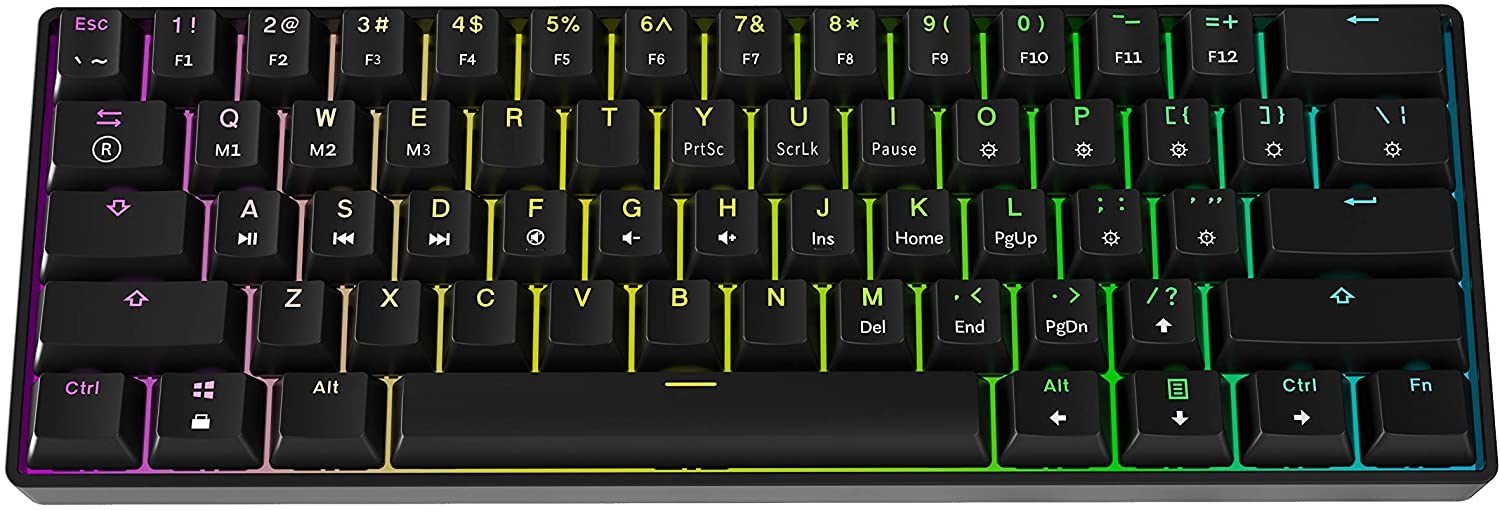 Esc 1! 2@ 3# 4$ 5% 6^ 7& 8* 9( 0) -_ =+ ←
` ~ F1 F2 F3 F4 F5 F6 F7 F8 F9 F10 F11 F12
Q W E R T Y U I O P [{ ]} \|
R M1 M2 M3 PrtSc ScrLk Pause
A S D F G H J K L ;: '"
Ins Home PgUp
Z X C V B N M ,< .> /?
Del End PgDn
Ctrl Alt Alt Ctrl Fn